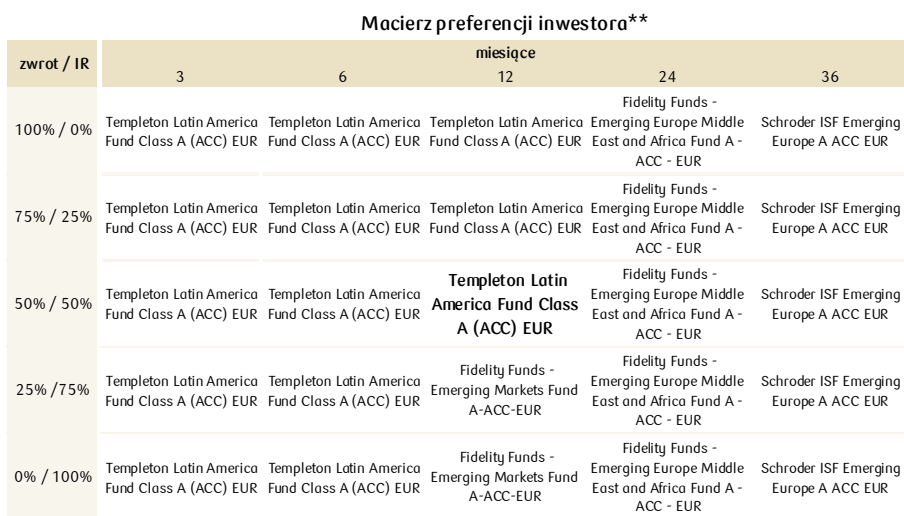 Macierz preferencji inwestora**
zwrot / IR
miesiące
3 6 12 24 36
100% / 0%
Templeton Latin America
Fund Class A (ACC) EUR
Templeton Latin America
Fund Class A (ACC) EUR
Templeton Latin America
Fund Class A (ACC) EUR
Fidelity Funds -
Emerging Europe Middle
East and Africa Fund A -
ACC - EUR
Schroder ISF Emerging
Europe A ACC EUR
75% / 25%
Templeton Latin America
Fund Class A (ACC) EUR
Templeton Latin America
Fund Class A (ACC) EUR
Templeton Latin America
Fund Class A (ACC) EUR
Fidelity Funds -
Emerging Europe Middle
East and Africa Fund A -
ACC - EUR
Schroder ISF Emerging
Europe A ACC EUR
50% / 50%
Templeton Latin America
Fund Class A (ACC) EUR
Templeton Latin America
Fund Class A (ACC) EUR
Templeton Latin
America Fund Class
A (ACC) EUR
Fidelity Funds -
Emerging Europe Middle
East and Africa Fund A -
ACC - EUR
Schroder ISF Emerging
Europe A ACC EUR
25% /75%
Templeton Latin America
Fund Class A (ACC) EUR
Templeton Latin America
Fund Class A (ACC) EUR
Fidelity Funds -
Emerging Markets Fund
A-ACC-EUR
Fidelity Funds -
Emerging Europe Middle
East and Africa Fund A -
ACC - EUR
Schroder ISF Emerging
Europe A ACC EUR
0% / 100%
Templeton Latin America
Fund Class A (ACC) EUR
Templeton Latin America
Fund Class A (ACC) EUR
Fidelity Funds -
Emerging Markets Fund
A-ACC-EUR
Fidelity Funds -
Emerging Europe Middle
East and Africa Fund A -
ACC - EUR
Schroder ISF Emerging
Europe A ACC EUR